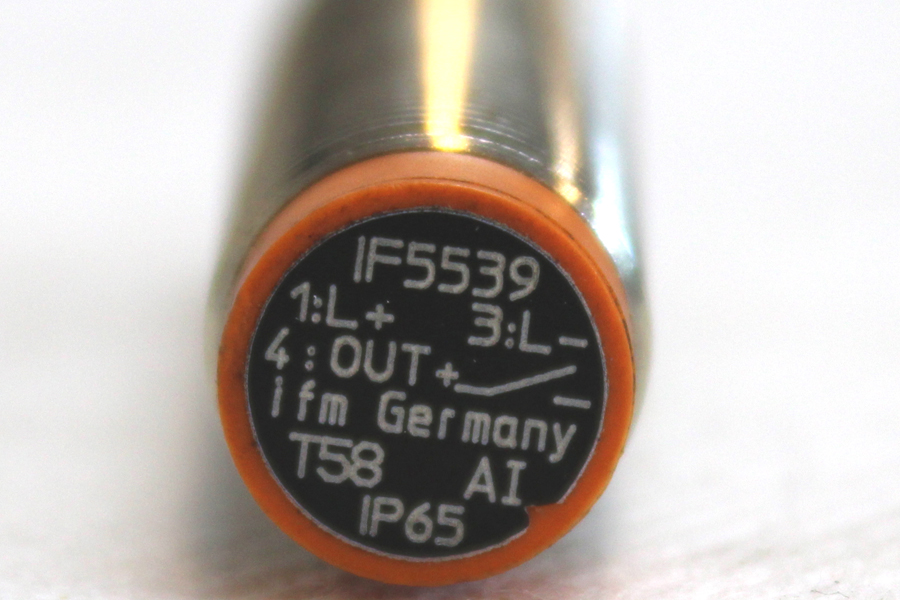 IF5539
1:L+ 3:L-
4:OUT+
ifm Germany
T58 AI
IP65